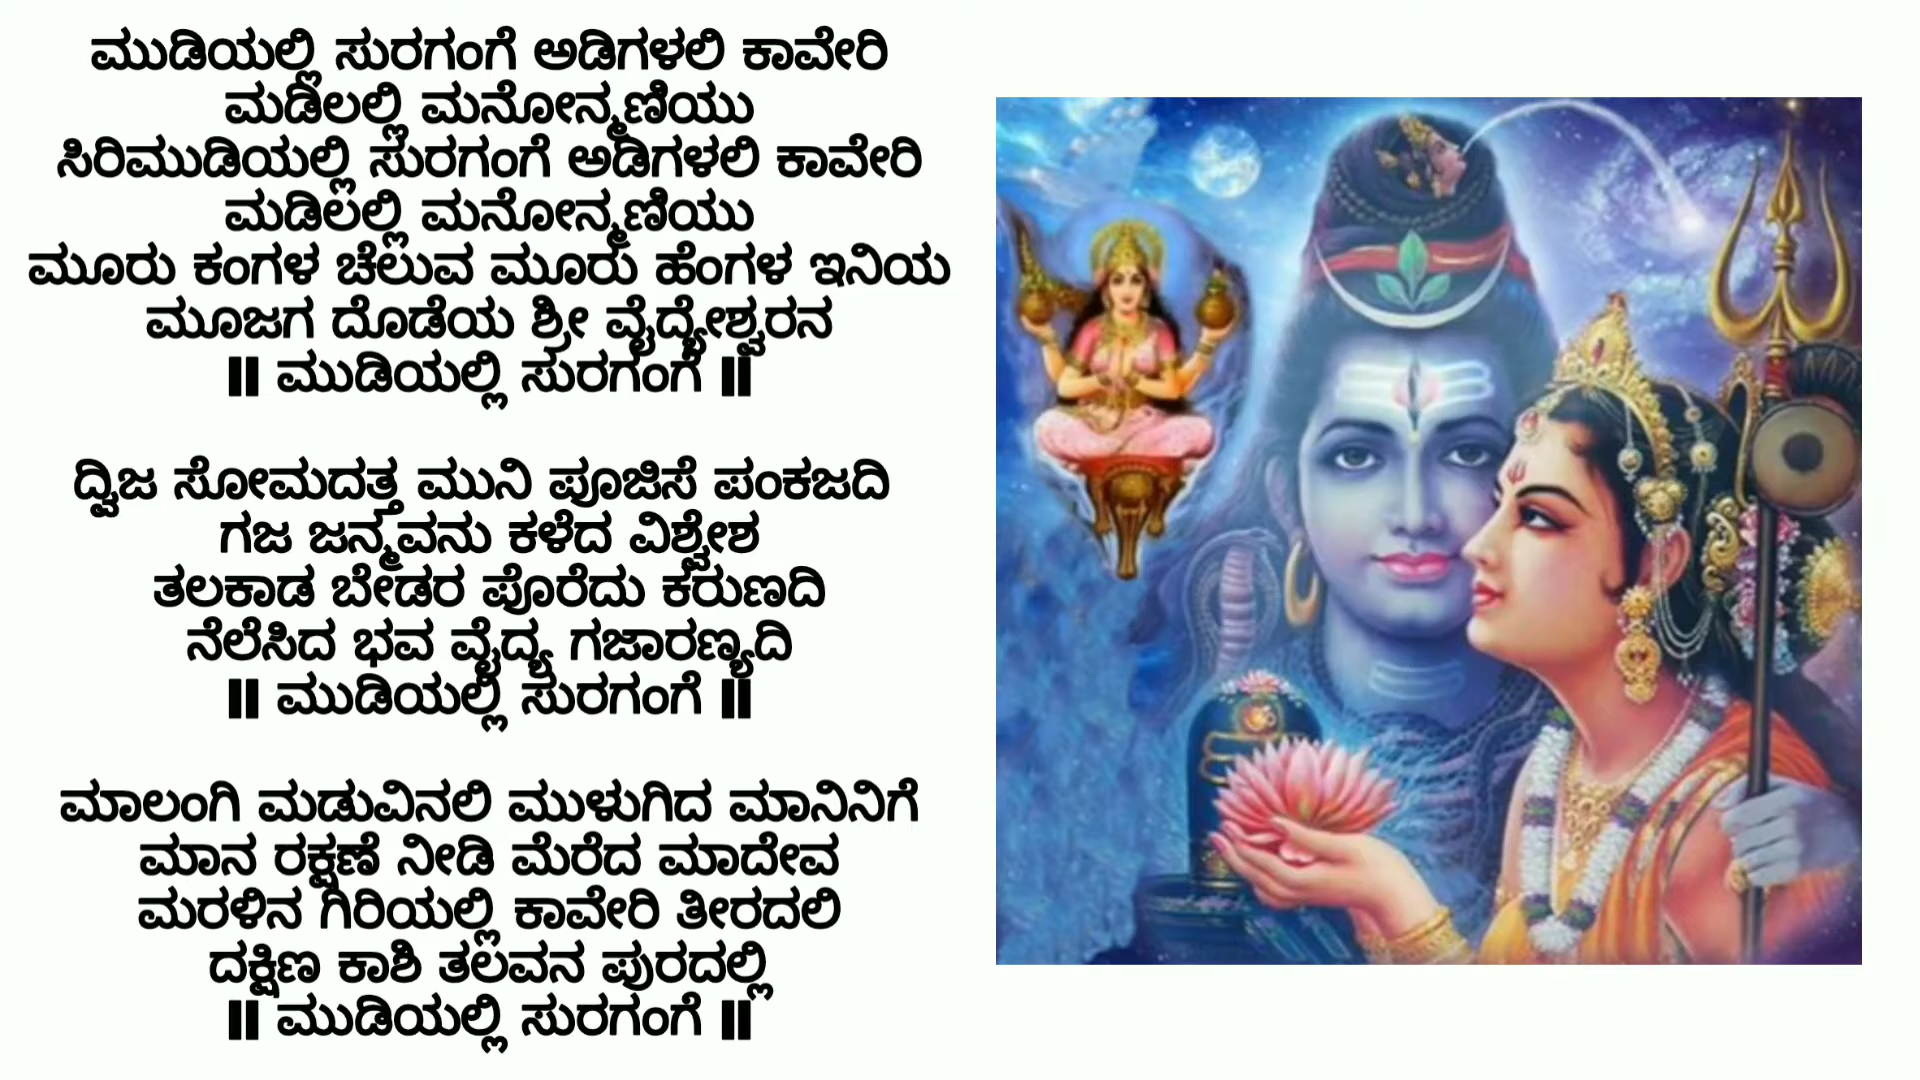 ಮುಡಿಯಲ್ಲಿ ಸುರಗಂಗೆ ಅಡಿಗಳಲಿ ಕಾವೇರಿ
ಮಡಿಲಲ್ಲಿ ಮನೋನ್ಮಣಿಯು
ಸಿರಿಮುಡಿಯಲ್ಲಿ ಸುರಗಂಗೆ ಅಡಿಗಳಲಿ ಕಾವೇರಿ
ಮಡಿಲಲ್ಲಿ ಮನೋನ್ಮಣಿಯು
ಮೂರು ಕಂಗಳ ಚೆಲುವ ಮೂರು ಹೆಂಗಳ ಇನಿಯ
ಮೂಜಗ ದೊಡೆಯ ಶ್ರೀ ವೈದ್ಯೇಶ್ವರನ
॥ ಮುಡಿಯಲ್ಲಿ ಸುರಗಂಗೆ ॥
ದ್ವಿಜ ಸೋಮದತ್ತ ಮುನಿ ಪೂಜಿಸೆ ಪಂಕಜದಿ
ಗಜ ಜನ್ಮವನು ಕಳೆದ ವಿಶ್ವೇಶ
ತಲಕಾಡ ಬೇಡರ ಪೊರೆದು ಕರುಣದಿ
ನೆಲೆಸಿದ ಭವ ವೈದ್ಯ ಗಜಾರಣ್ಯದಿ
॥ ಮುಡಿಯಲ್ಲಿ ಸುರಗಂಗೆ ॥
ಮಾಲಂಗಿ ಮಡುವಿನಲಿ ಮುಳುಗಿದ ಮಾನಿನಿಗೆ
ಮಾನ ರಕ್ಷಣೆ ನೀಡಿ ಮೆರೆದ ಮಾದೇವ
ಮರಳಿನ ಗಿರಿಯಲ್ಲಿ ಕಾವೇರಿ ತೀರದಲಿ
ದಕ್ಷಿಣ ಕಾಶಿ ತಲವನ ಪುರದಲ್ಲಿ
॥ ಮುಡಿಯಲ್ಲಿ ಸುರಗಂಗೆ ॥